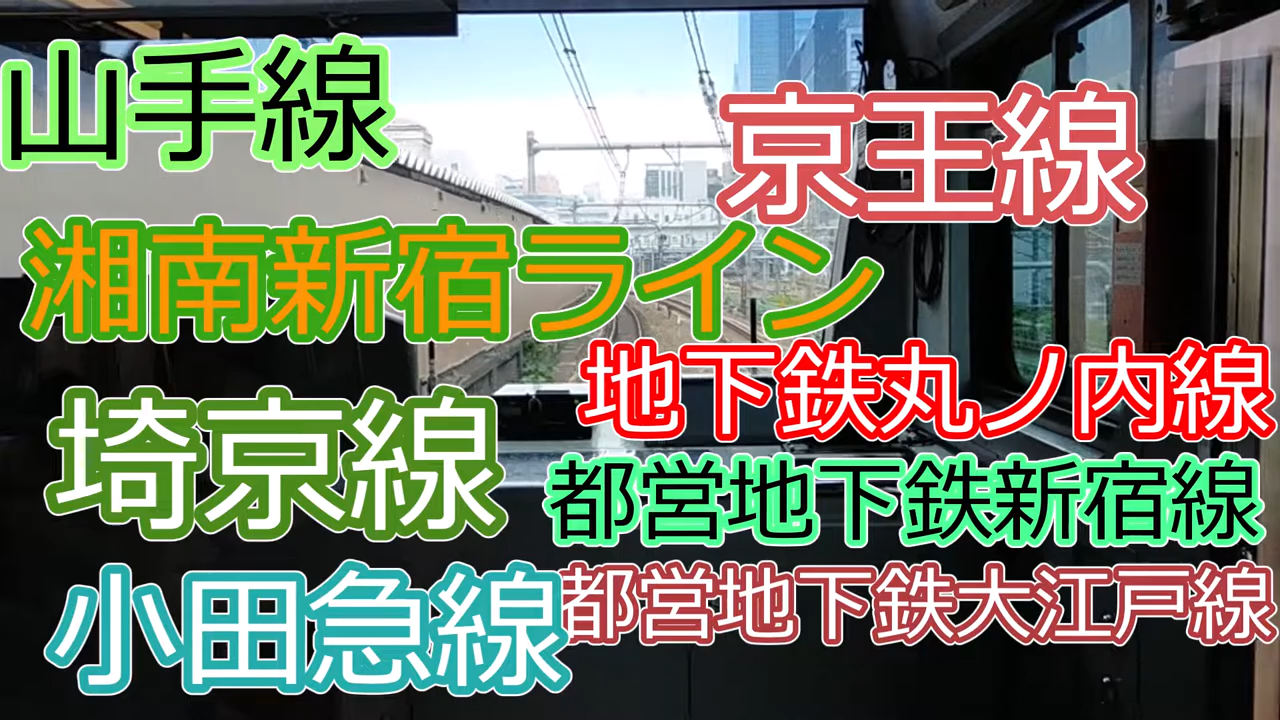 山手線
湘南新宿ライン
埼京線
小田急線
京王線
地下鉄丸ノ内線
都営地下鉄新宿線
都営地下鉄大江戸線